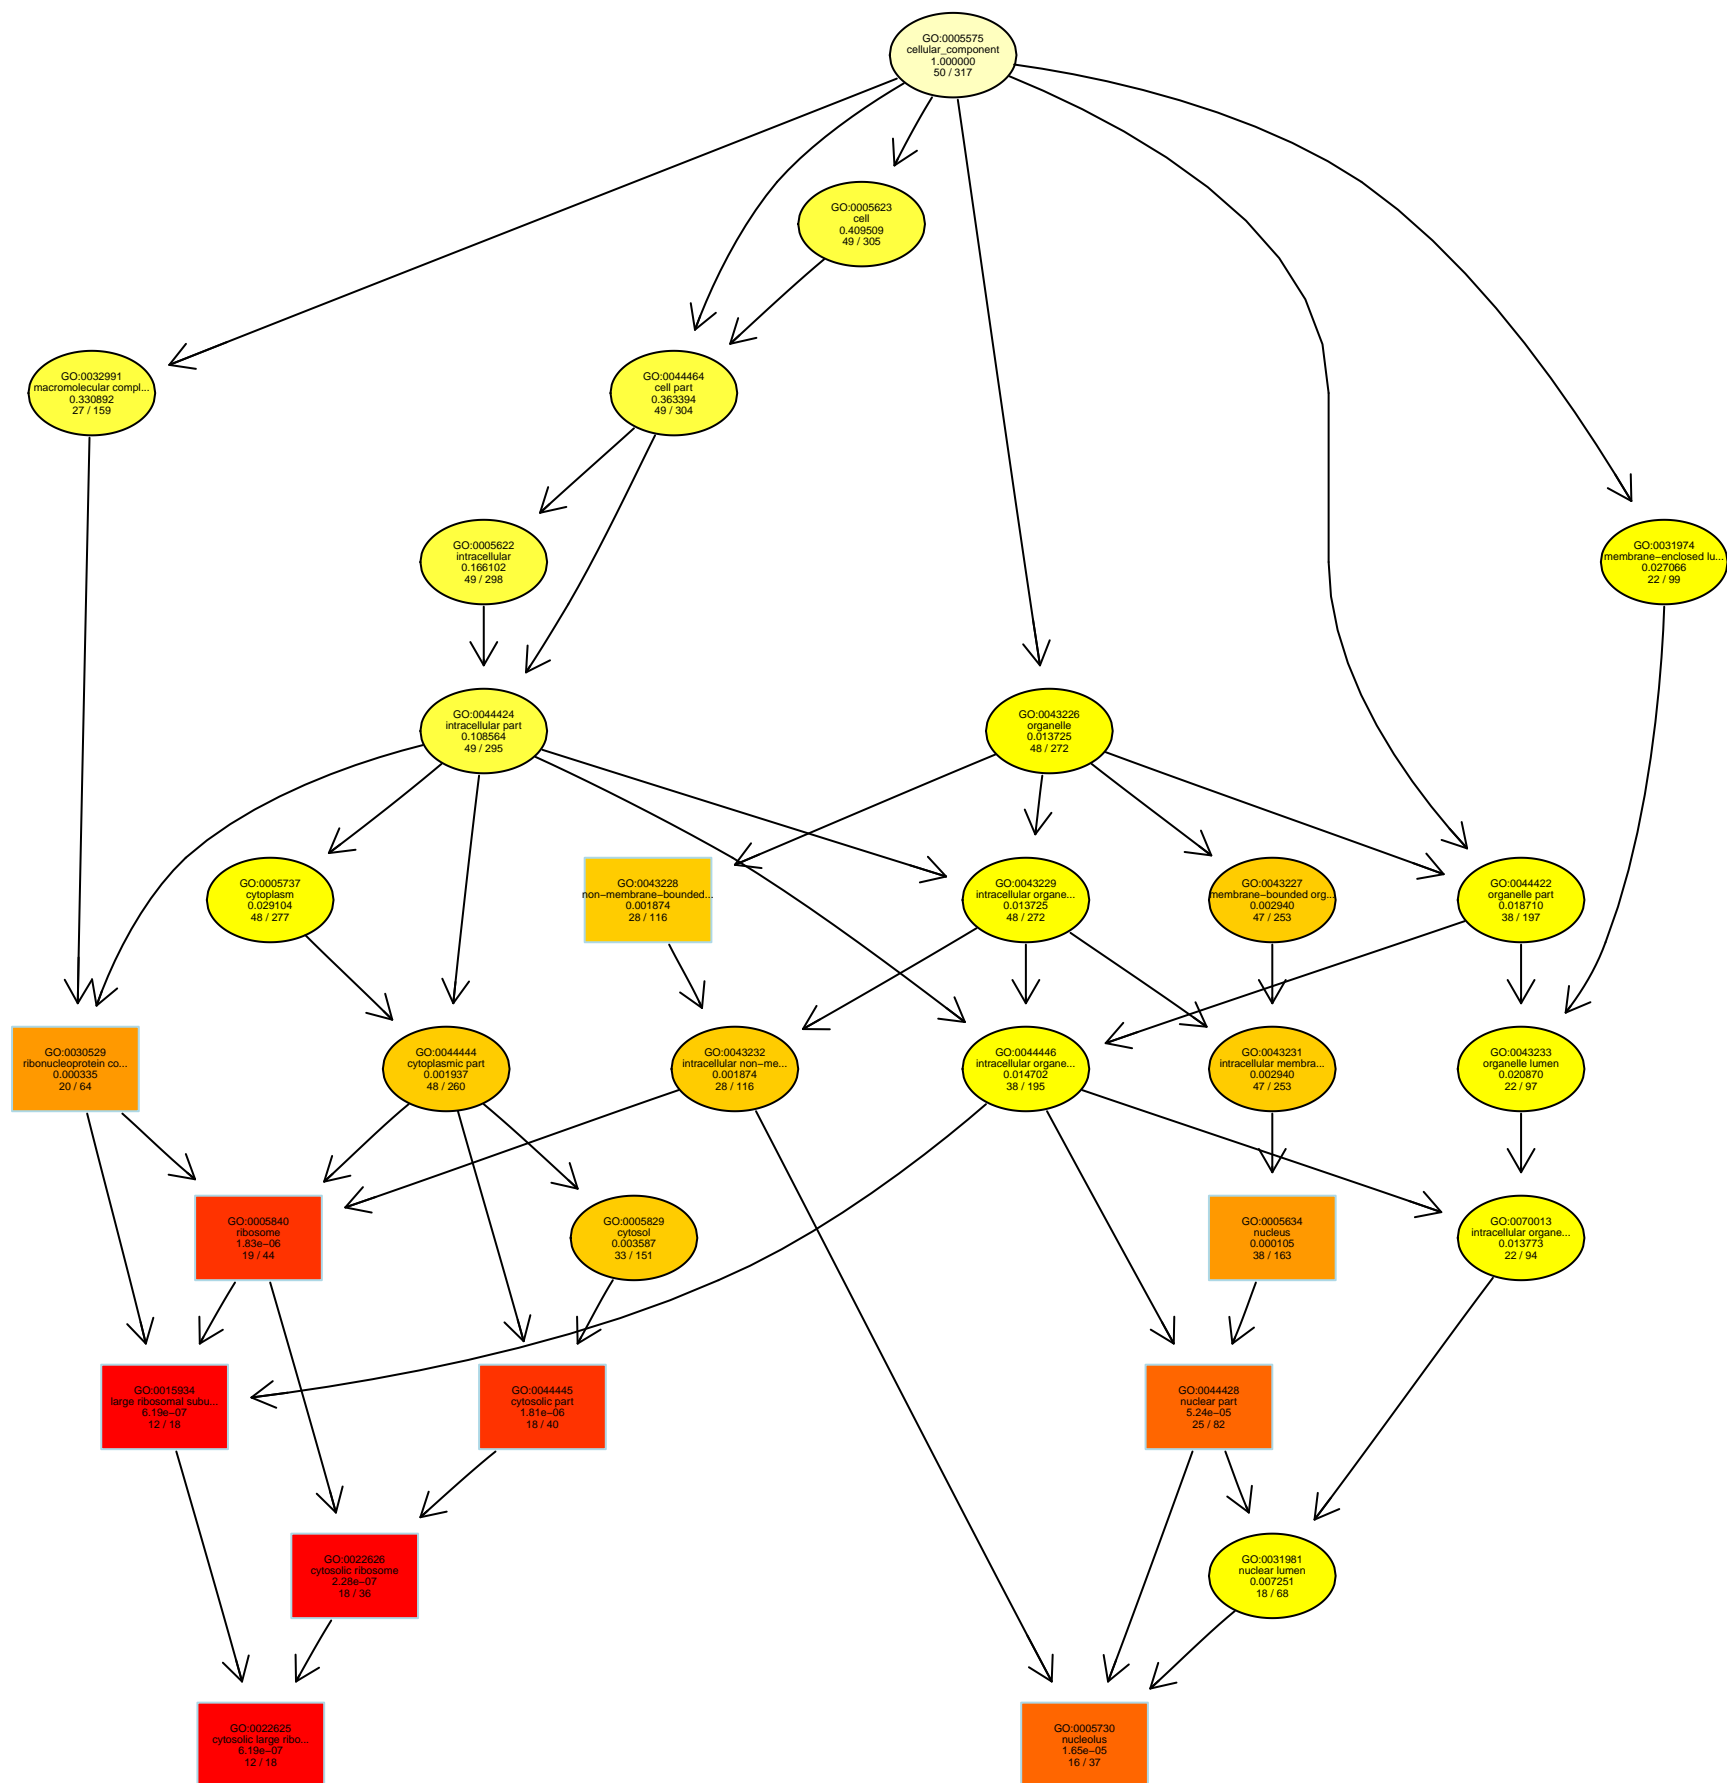 GO:0005575
cellular_component
1.000000
50 / 317
GO:0005623
cell
0.409509
49 / 305
GO:0032991
macromolecular compl...
0.330892
27 / 159
GO:0044464
cell part
0.363394
49 / 304
GO:0005622
intracellular
0.166102
49 / 298
GO:0031974
membrane−enclosed lu...
0.027066
22 / 99
GO:0044424
intracellular part
0.108564
49 / 295
GO:0043226
organelle
0.013725
48 / 272
GO:0005737
cytoplasm
0.029104
48 / 277
GO:0043228
non−membrane−bounded...
0.001874
28 / 116
GO:0043229
intracellular organe...
0.013725
48 / 272
GO:0043227
membrane−bounded org...
0.002940
47 / 253
GO:0044422
organelle part
0.018710
38 / 197
GO:0030529
ribonucleoprotein co...
0.000335
20 / 64
GO:0044444
cytoplasmic part
0.001937
48 / 260
GO:0043232
intracellular non−me...
0.001874
28 / 116
GO:0044446
intracellular organe...
0.014702
38 / 195
GO:0043231
intracellular membra...
0.002940
47 / 253
GO:0043233
organelle lumen
0.020870
22 / 97
GO:0005840
ribosome
1.83e−06
19 / 44
GO:0005829
cytosol
0.003587
33 / 151
GO:0005634
nucleus
0.000105
38 / 163
GO:0070013
intracellular organe...
0.013773
22 / 94
GO:0015934
large ribosomal subu...
6.19e−07
12 / 18
GO:0044445
cytosolic part
1.81e−06
18 / 40
GO:0044428
nuclear part
5.24e−05
25 / 82
GO:0022626
cytosolic ribosome
2.28e−07
18 / 36
GO:0031981
nuclear lumen
0.007251
18 / 68
GO:0022625
cytosolic large ribo...
6.19e−07
12 / 18
GO:0005730
nucleolus
1.65e−05
16 / 37